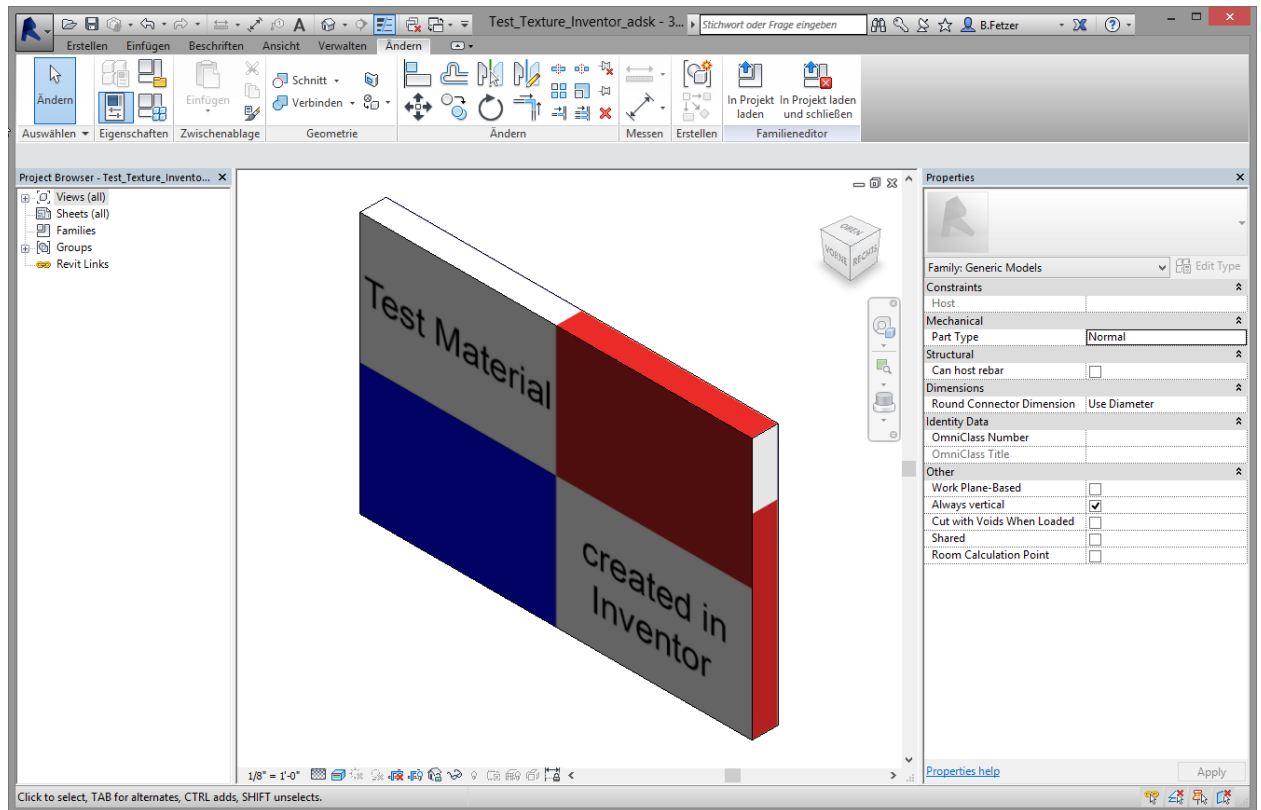 Test_Texture_Inventor_adsk - 3...
Stichwort oder Frage eingeben
B.Fetzer
Erstellen Einfügen Beschriften Ansicht Verwalten Ändern
Ändern
Einfügen
Schnitt
Verbinden
In Projekt laden
In Projekt laden und schließen
Auswählen Eigenschaften Zwischenablage Geometrie Ändern Messen Erstellen Familieneditor
Project Browser - Test_Texture_Invento...
Views (all)
Sheets (all)
Families
Groups
Revit Links
Test Material
created in
Inventor
OBEN
VORNE
RECHTS
1/8" = 1'-0"
Properties
Family: Generic Models
Edit Type
Constraints
Host
Mechanical
Part Type Normal
Structural
Can host rebar
Dimensions
Round Connector Dimension Use Diameter
Identity Data
OmniClass Number
OmniClass Title
Other
Work Plane-Based
Always vertical
Cut with Voids When Loaded
Shared
Room Calculation Point
Properties help
Apply
Click to select, TAB for alternates, CTRL adds, SHIFT unselects.